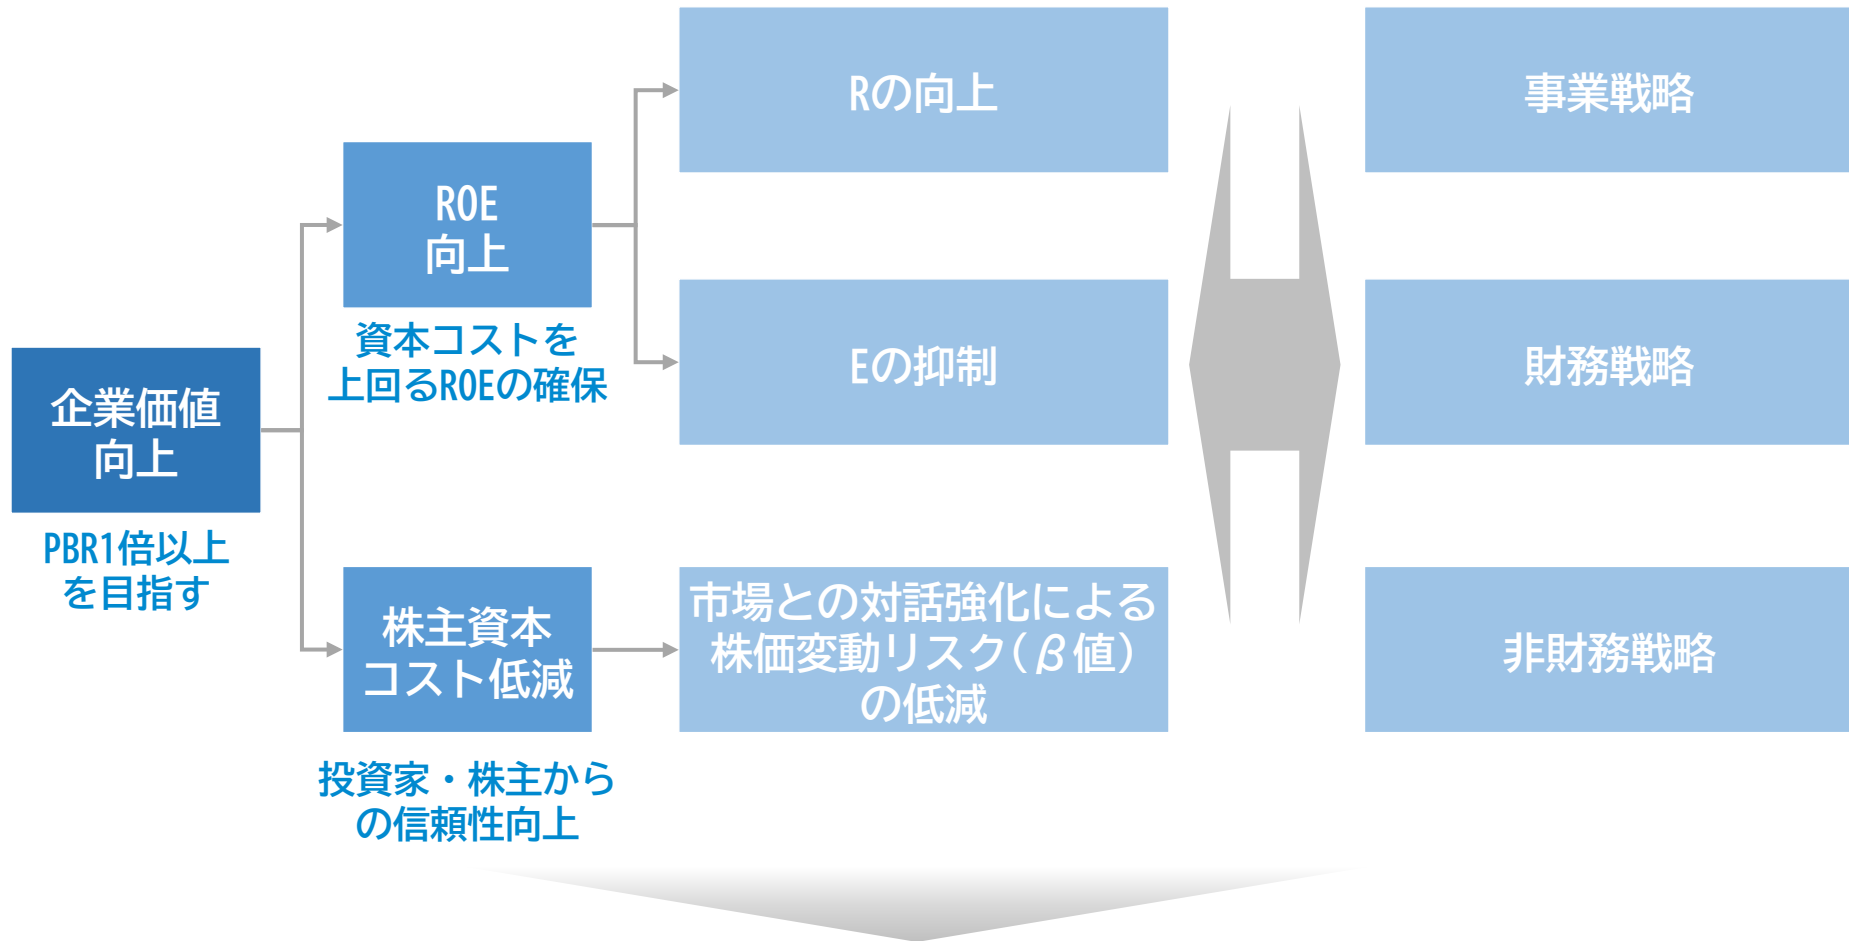 企業価値
向上
PBR1倍以上
を目指す
ROE
向上
資本コストを
上回るROEの確保
株主資本
コスト低減
投資家・株主から
の信頼性向上
Rの向上
Eの抑制
市場との対話強化による
株価変動リスク(β値)
の低減
事業戦略
財務戦略
非財務戦略